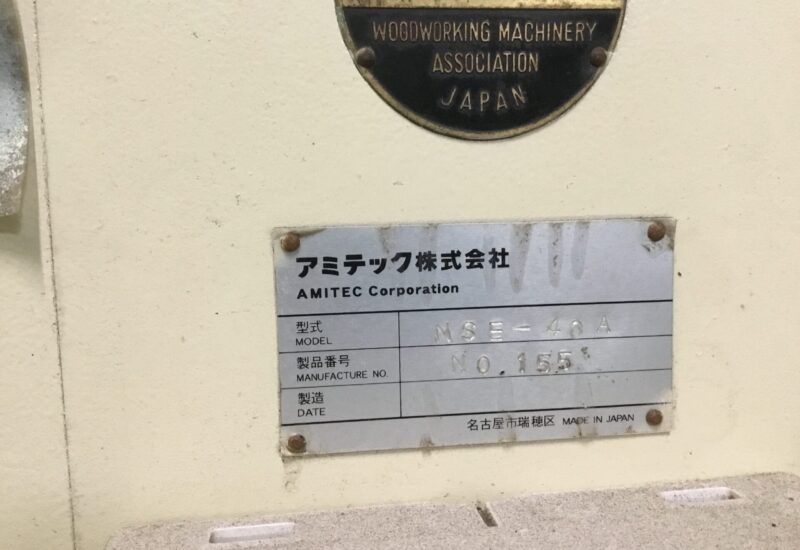 WOODWORKING MACHINERY
ASSOCIATION
JAPAN
アミテック株式会社
AMITEC Corporation
型式
MODEL
NSE-40A
製品番号
MANUFACTURE NO.
NO.155
製造
DATE
名古屋市瑞穂区 MADE IN JAPAN